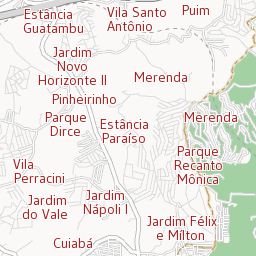 Estância
Guatambu
Vila Santo
Antônio
Puim
Jardim
Novo
Horizonte II
Merenda
Pinheirinho
Parque
Dirce
Estância
Paraíso
Merenda
Parque
Recanto
Mônica
Vila
Perracini
Jardim
do Vale
Jardim
Nápoli I
Jardim Félix
e Mílton
Cuiabá